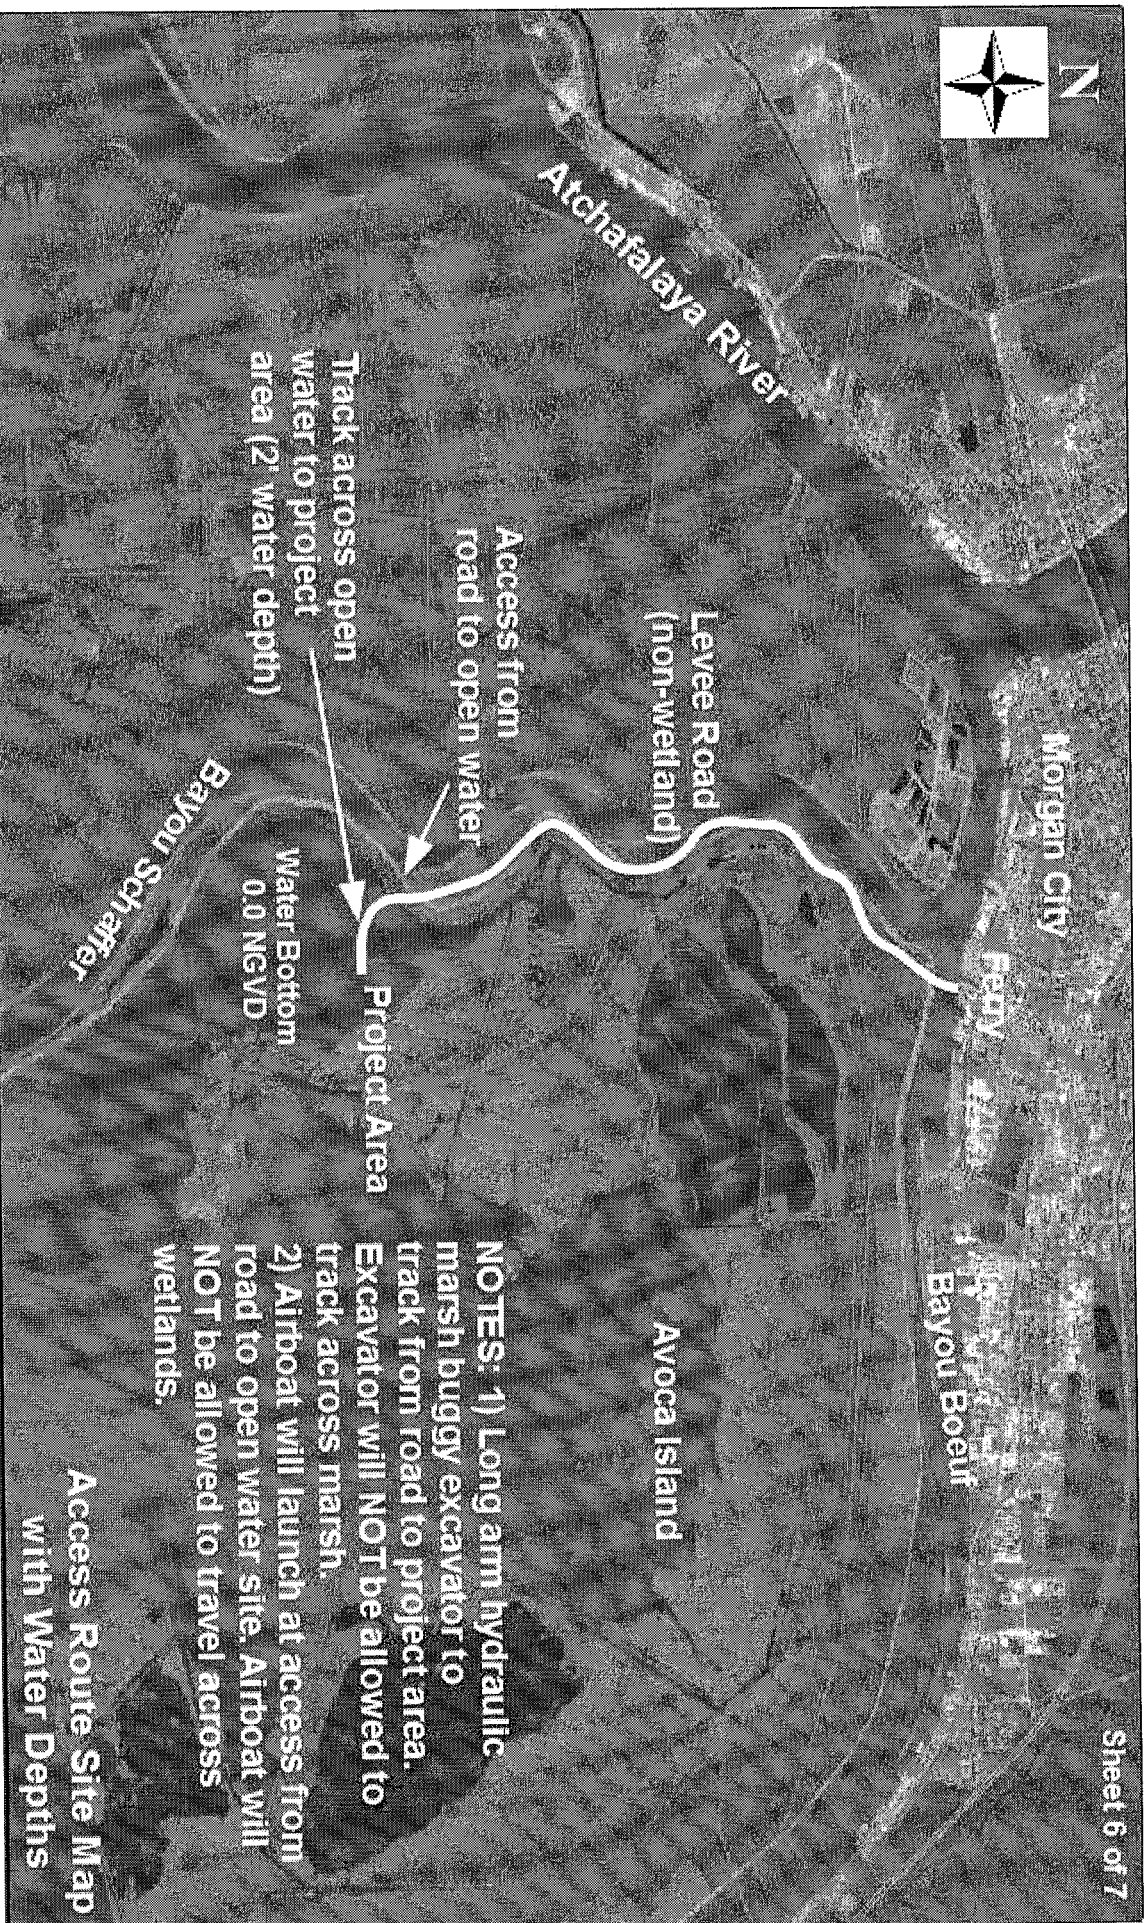 Sheet 6 of 7
N
Morgan City
Ferry
Bayou Boeuf
Atchafalaya River
Levee Road
(non-wetland)
Avoca Island
Access from
road to open water
Track across open
water to project
area (2' water depth)
Project Area
Water Bottom
0.0 NGVD
Bayou Schaffer
NOTES: 1) Long arm hydraulic
marsh buggy excavator to
track from road to project area.
Excavator will NOT be allowed to
track across marsh.
2) Airboat will launch at access from
road to open water site. Airboat will
NOT be allowed to travel across
wetlands.
Access Route Site Map
with Water Depths